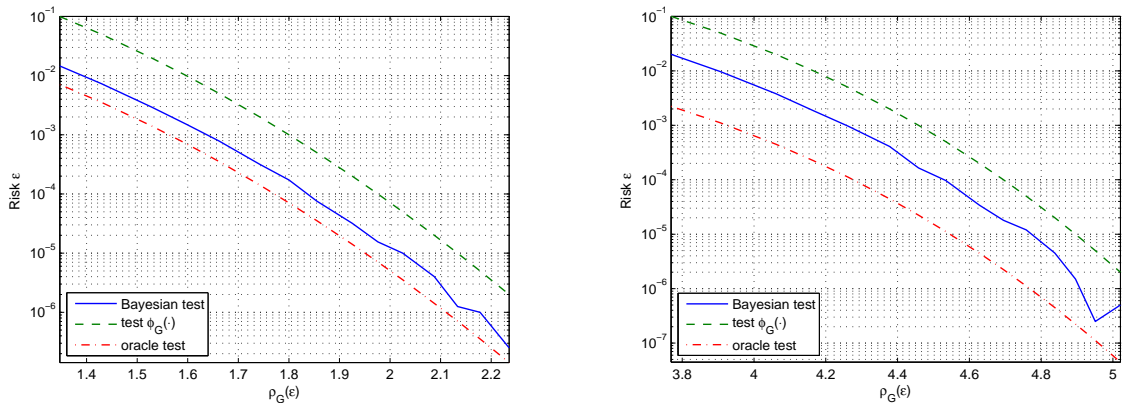 10⁻¹
10⁻²
10⁻³
10⁻⁴
10⁻⁵
10⁻⁶
Risk ε
Bayesian test
test ϕ_G(·)
oracle test
1.4 1.5 1.6 1.7 1.8 1.9 2 2.1 2.2
ρ_G(ε)
10⁻¹
10⁻²
10⁻³
10⁻⁴
10⁻⁵
10⁻⁶
10⁻⁷
Risk ε
Bayesian test
test ϕ_G(·)
oracle test
3.8 4 4.2 4.4 4.6 4.8 5
ρ_G(ε)